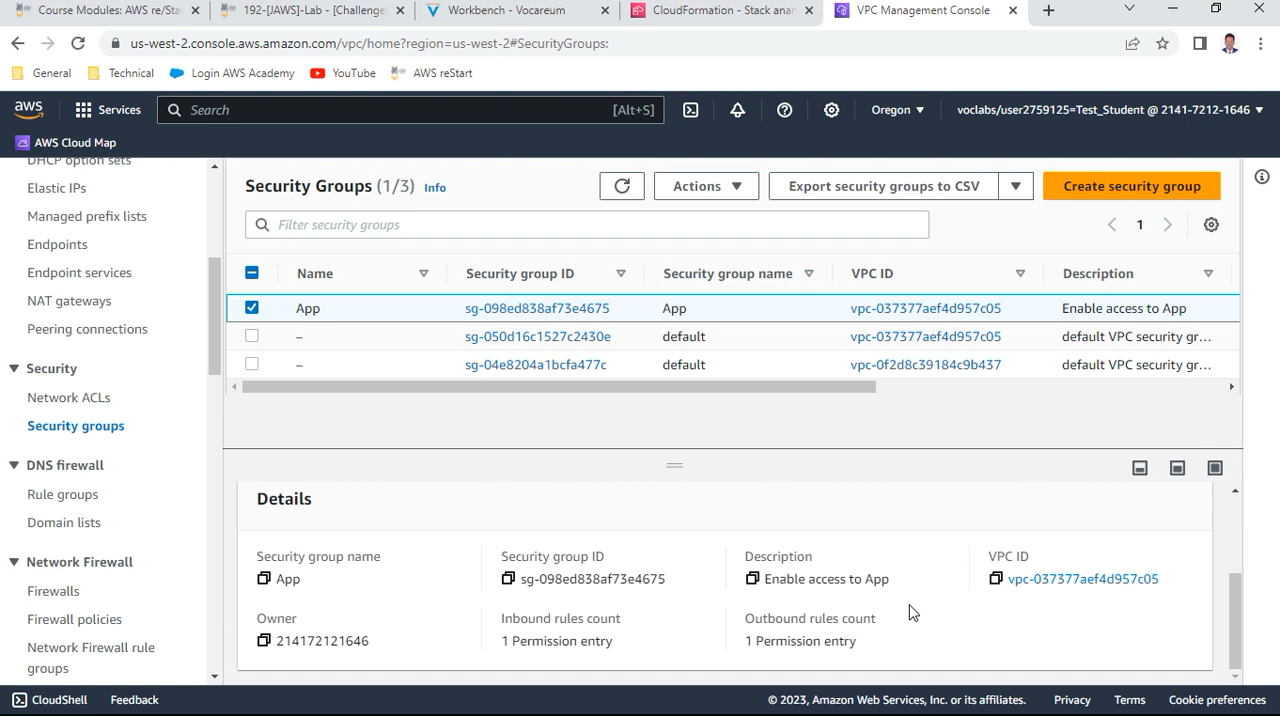 Course Modules: AWS re/Star
192-[JAWS]-Lab - [Challenge]
Workbench - Vocareum
CloudFormation - Stack anan
VPC Management Console
us-west-2.console.aws.amazon.com/vpc/home?region=us-west-2#SecurityGroups:
General
Technical
Login AWS Academy
YouTube
AWS reStart
aws
Services
Search
[Alt+S]
Oregon
voclabs/user2759125=Test_Student @ 2141-7212-1646
AWS Cloud Map
DHCP option sets
Elastic IPs
Managed prefix lists
Endpoints
Endpoint services
NAT gateways
Peering connections
Security
Network ACLs
Security groups
DNS firewall
Rule groups
Domain lists
Network Firewall
Firewalls
Firewall policies
Network Firewall rule
groups
Security Groups (1/3) Info
Actions
Export security groups to CSV
Create security group
Filter security groups
1
Name Security group ID Security group name VPC ID Description
App sg-098ed838af73e4675 App vpc-037377aef4d957c05 Enable access to App
– sg-050d16c1527c2430e default vpc-037377aef4d957c05 default VPC security gr...
– sg-04e8204a1bcfa477c default vpc-0f2d8c39184c9b437 default VPC security gr...
Details
Security group name Security group ID Description VPC ID
App sg-098ed838af73e4675 Enable access to App vpc-037377aef4d957c05
Owner Inbound rules count Outbound rules count
214172121646 1 Permission entry 1 Permission entry
CloudShell Feedback © 2023, Amazon Web Services, Inc. or its affiliates. Privacy Terms Cookie preferences